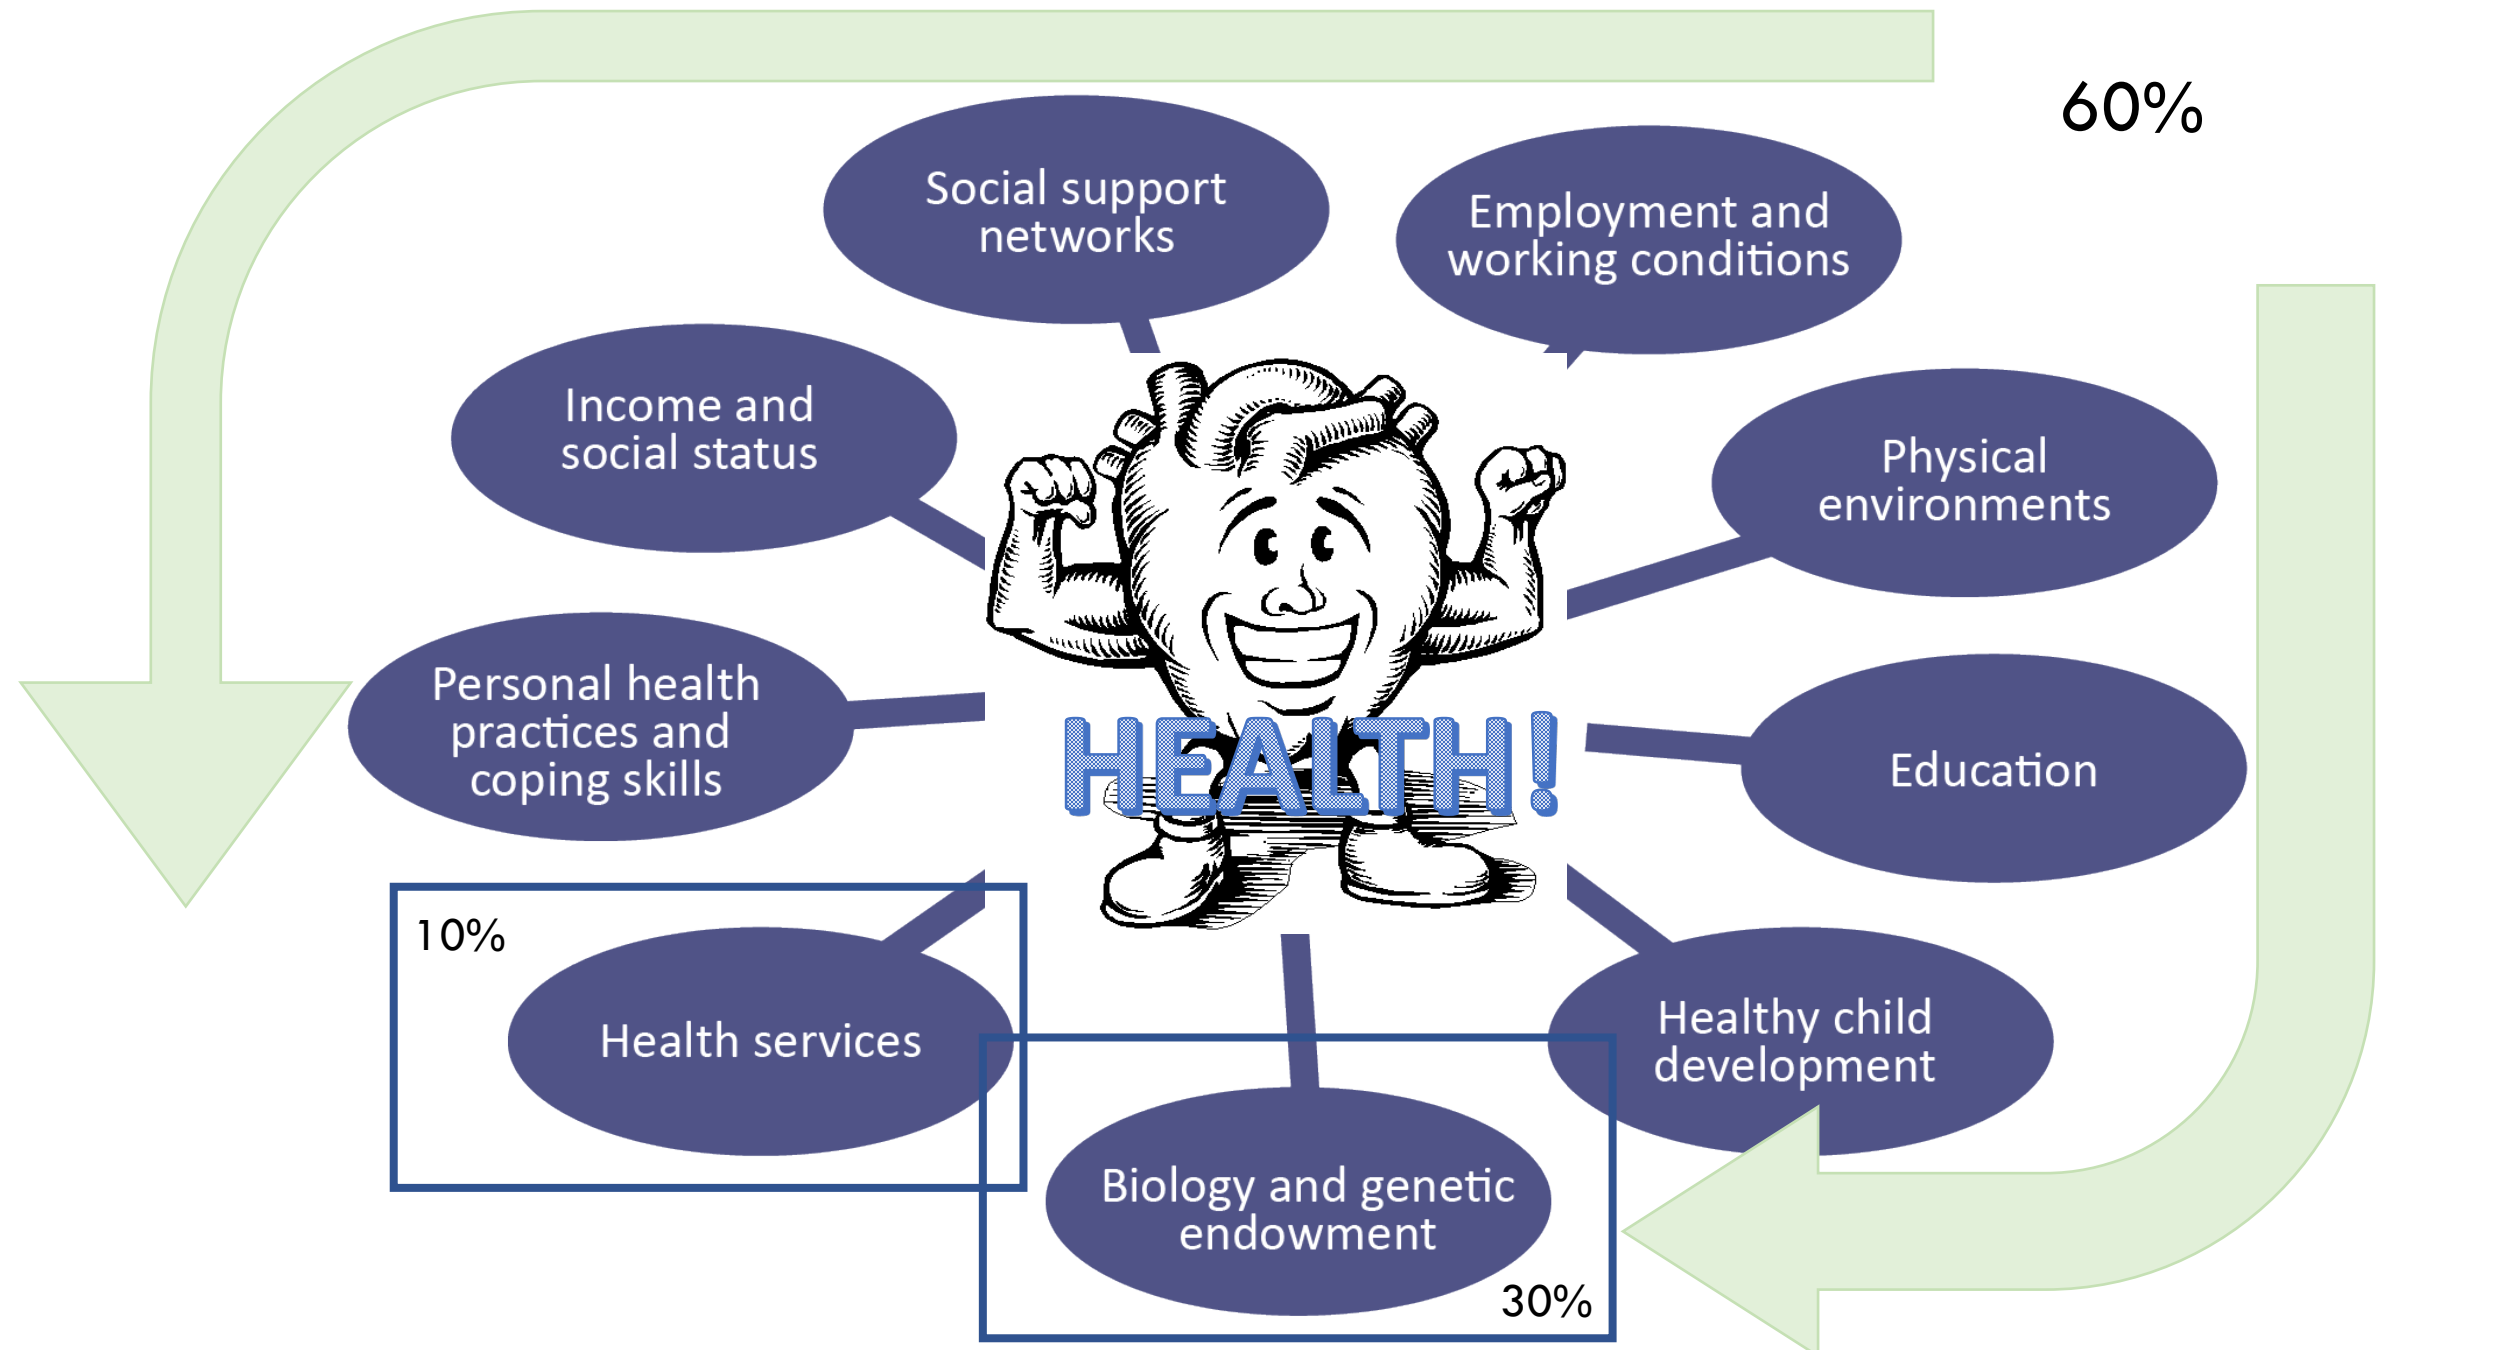 60%
Social support
networks
Employment and
working conditions
Income and
social status
Physical
environments
Personal health
practices and
coping skills
HEALTH!
Education
10%
Health services
Healthy child
development
Biology and genetic
endowment
30%